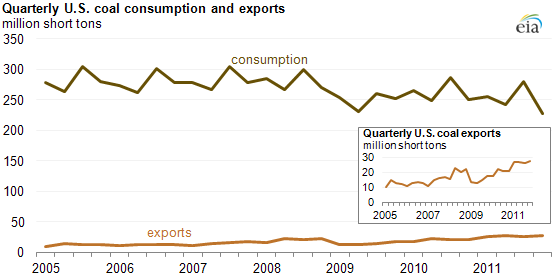 Quarterly U.S. coal consumption and exports
million short tons
eia
350
300
250
200
150
100
50
0
consumption
exports
2005 2006 2007 2008 2009 2010 2011
Quarterly U.S. coal exports
million short tons
30
20
10
0
2005 2007 2009 2011